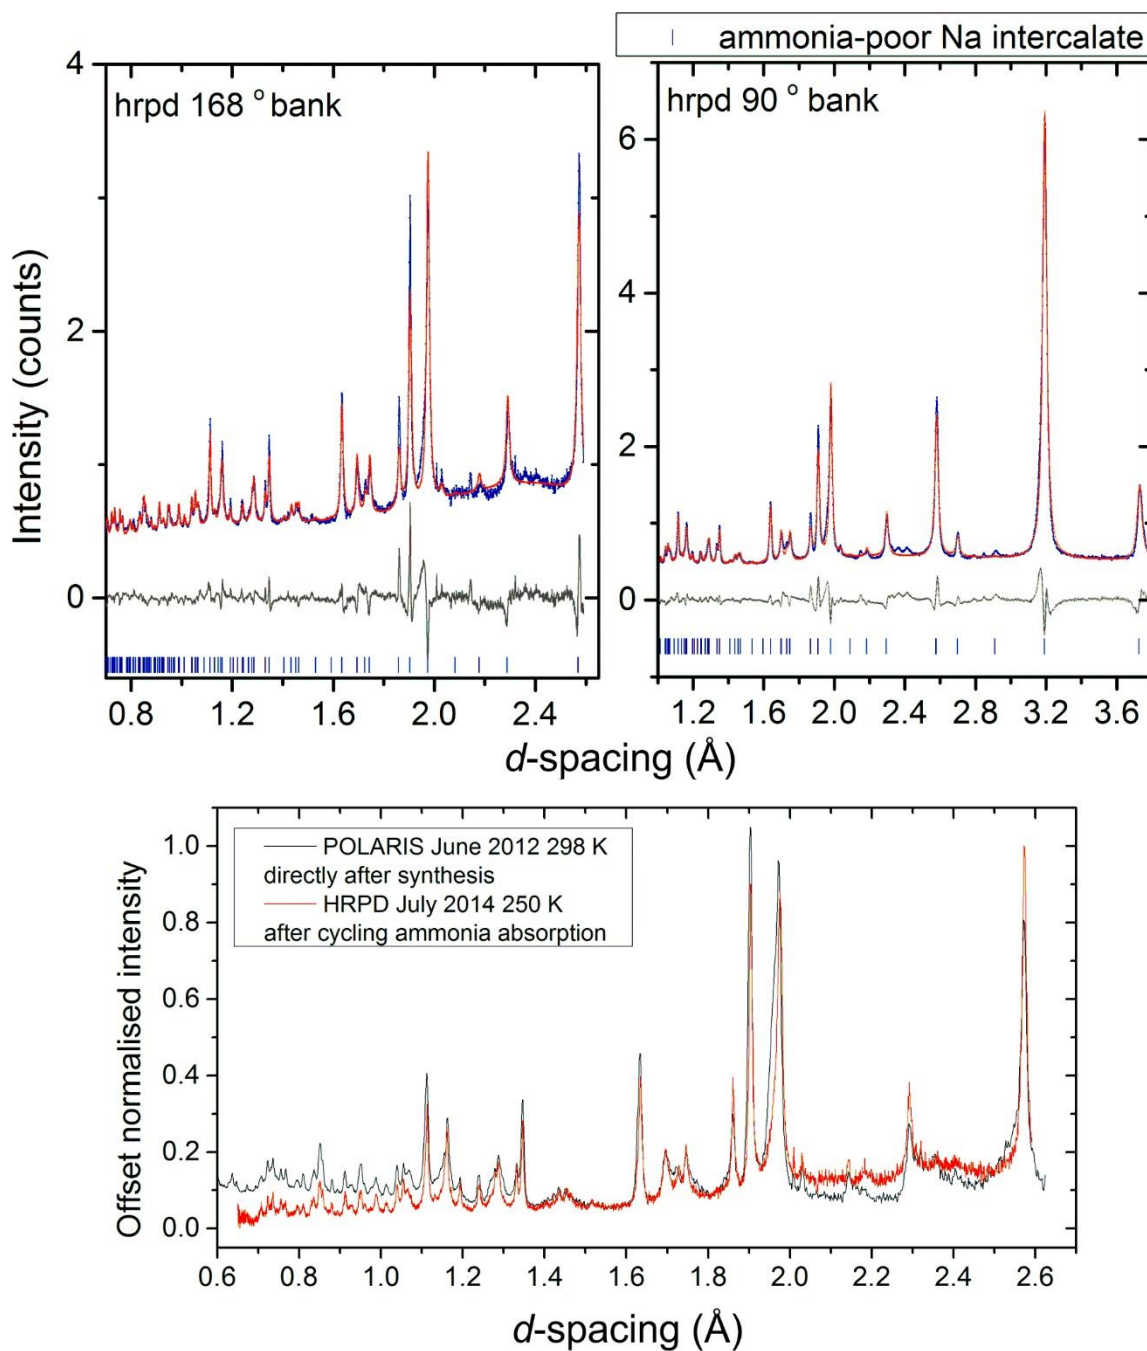 ammonia-poor Na intercalate
hrpd 168 ° bank
hrpd 90 ° bank
Intensity (counts)
4
2
0
0.8 1.2 1.6 2.0 2.4
6
4
2
0
1.2 1.6 2.0 2.4 2.8 3.2 3.6
d-spacing (Å)
POLARIS June 2012 298 K
directly after synthesis
HRPD July 2014 250 K
after cycling ammonia absorption
Offset normalised intensity
1.0
0.8
0.6
0.4
0.2
0.0
0.6 0.8 1.0 1.2 1.4 1.6 1.8 2.0 2.2 2.4 2.6
d-spacing (Å)